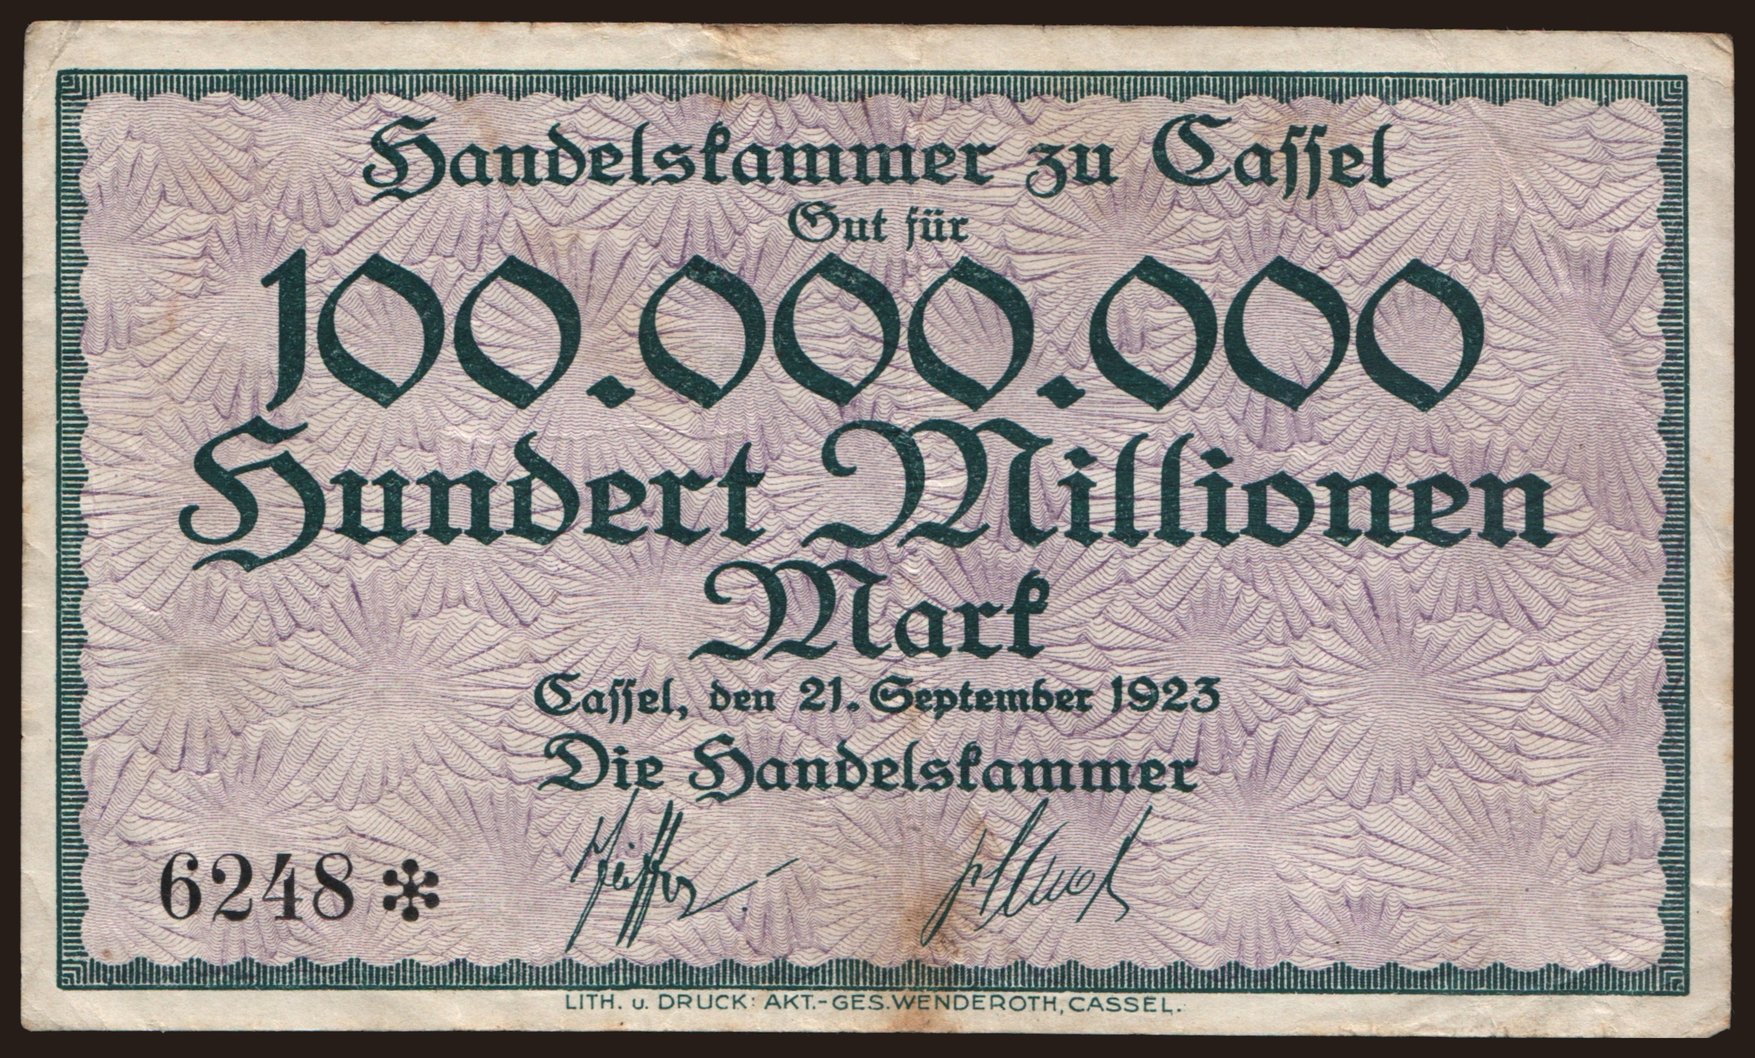 Handelskammer zu Cassel
Gut für
100.000.000
Hundert Millionen
Mark
Cassel, den 21. September 1923
Die Handelskammer
6248*
LITH. u. DRUCK: AKT.-GES. WENDEROTH, CASSEL.